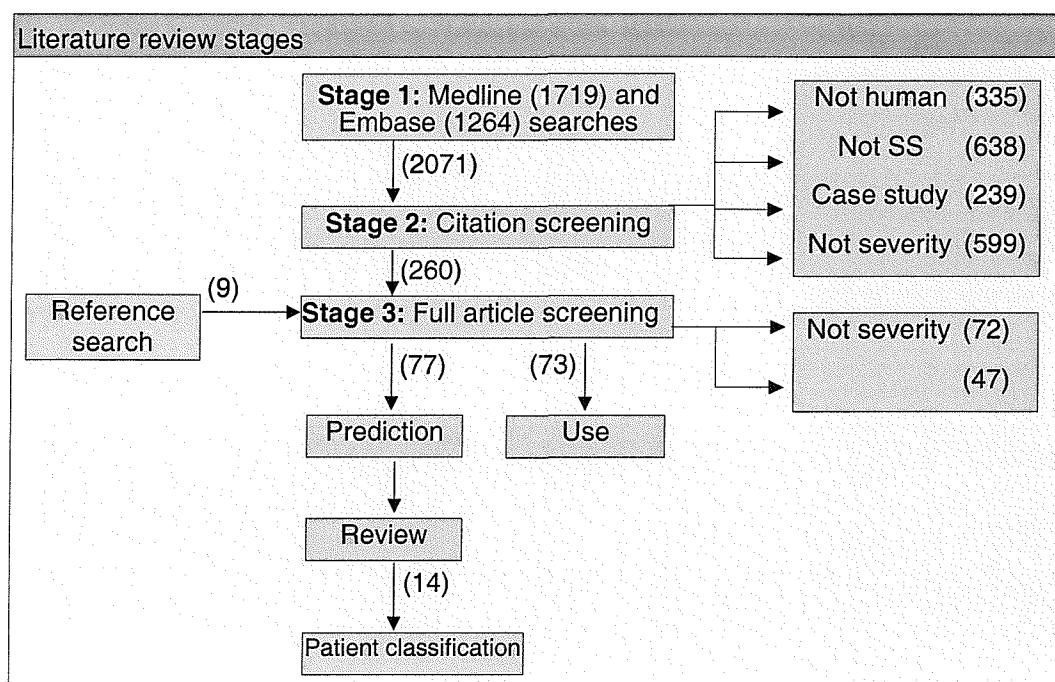 Literature review stages
Stage 1: Medline (1719) and
Embase (1264) searches
(2071)
Stage 2: Citation screening
Not human (335)
Not SS (638)
Case study (239)
Not severity (599)
(260)
(9)
Reference
search
Stage 3: Full article screening
Not severity (72)
(47)
(77)
(73)
Prediction
Use
Review
(14)
Patient classification